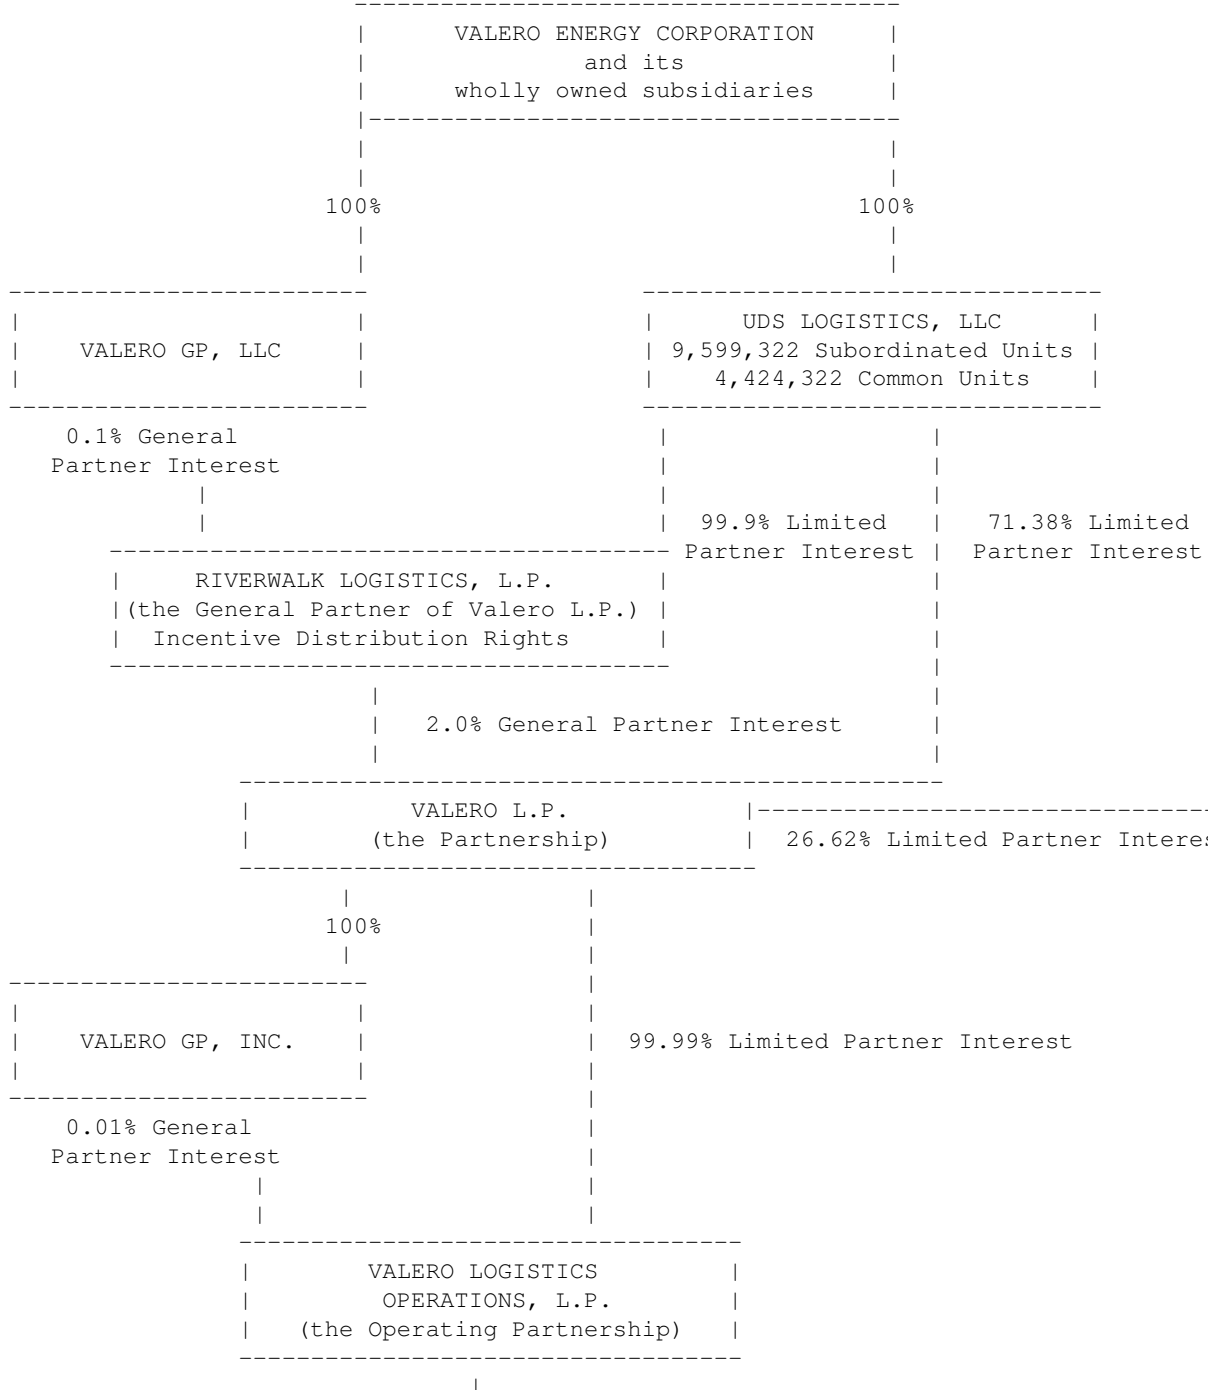 VALERO ENERGY CORPORATION
and its
wholly owned subsidiaries
100% 100%
UDS LOGISTICS, LLC
VALERO GP, LLC 9,599,322 Subordinated Units
4,424,322 Common Units
0.1% General
Partner Interest
99.9% Limited 71.38% Limited
Partner Interest Partner Interest
RIVERWALK LOGISTICS, L.P.
(the General Partner of Valero L.P.)
Incentive Distribution Rights
2.0% General Partner Interest
VALERO L.P.
(the Partnership) 26.62% Limited Partner Interes
100%
VALERO GP, INC. 99.99% Limited Partner Interest
0.01% General
Partner Interest
VALERO LOGISTICS
OPERATIONS, L.P.
(the Operating Partnership)